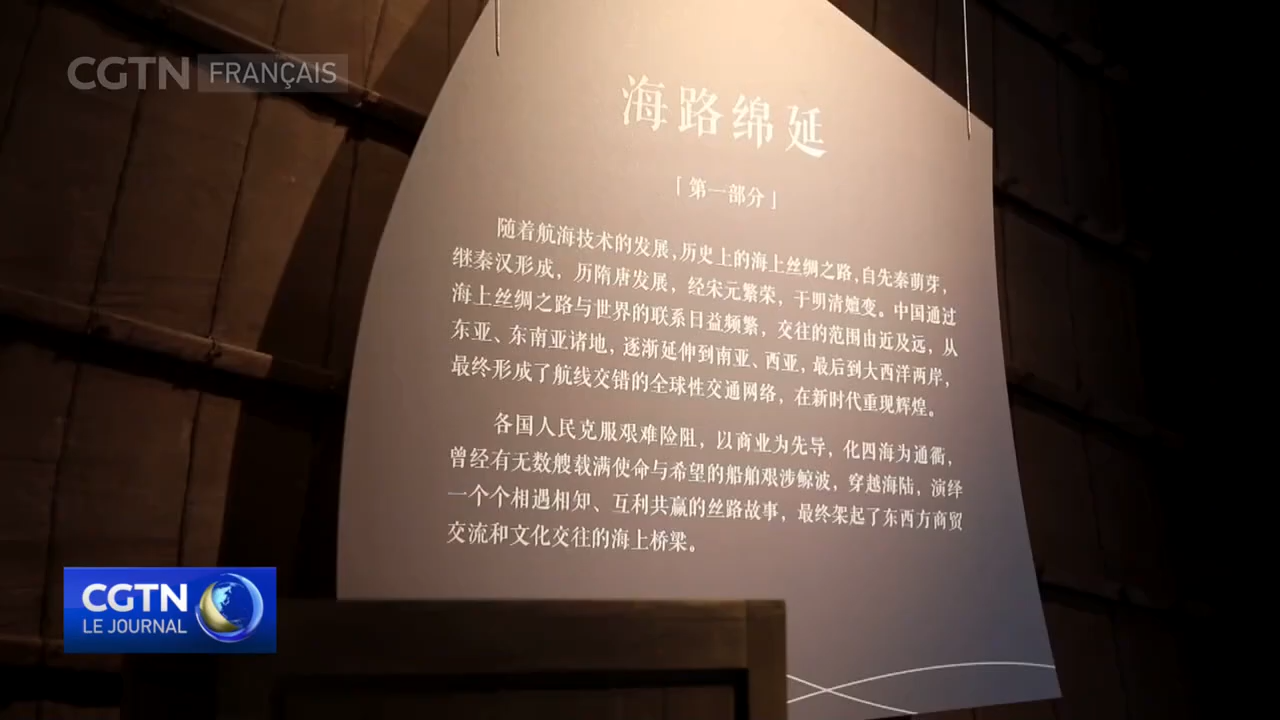 CGTN FRANÇAIS
海路绵延
「第一部分」
随着航海技术的发展,历史上的海上丝绸之路,自先秦萌芽,
继秦汉形成，历隋唐发展，经宋元繁荣，于明清嬗变。中国通过
海上丝绸之路与世界的联系日益频繁，交往的范围由近及远，从
东亚、东南亚诸地，逐渐延伸到南亚、西亚，最后到大西洋两岸，
最终形成了航线交错的全球性交通网络，在新时代重现辉煌。
各国人民克服艰难险阻，以商业为先导，化四海为通衢，
曾经有无数艘载满使命与希望的船舶艰涉鲸波，穿越海陆，演绎
一个个相遇相知、互利共赢的丝路故事，最终架起了东西方商贸
交流和文化交往的海上桥梁。
CGTN
LE JOURNAL